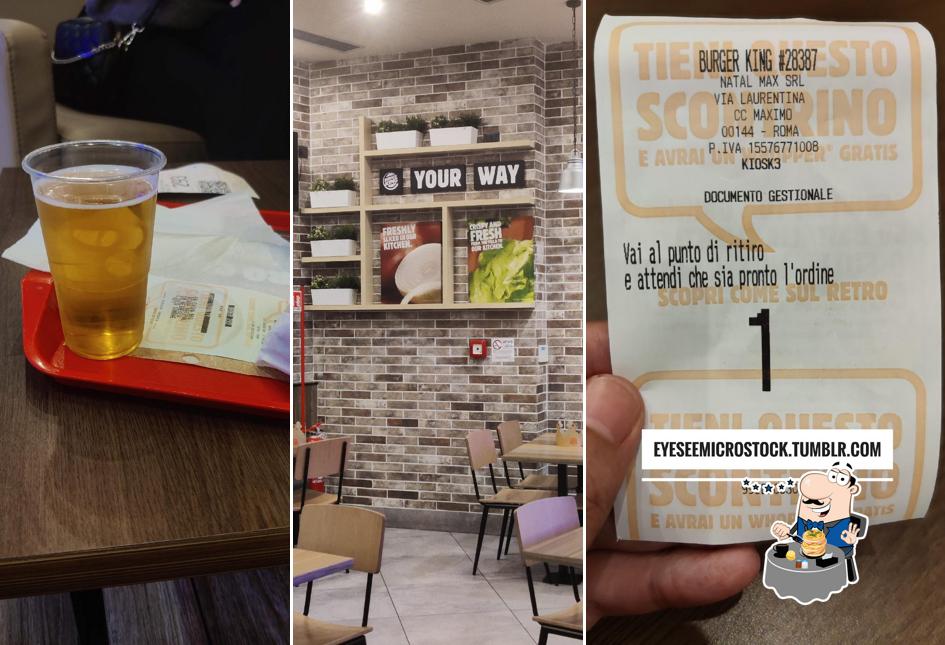 YOUR WAY
FRESHLY
SLICED IN OUR
KITCHEN.
CRISPY AND
FRESH
OUR KITCHEN.
TIENI QUESTO
BURGER KING #28387
NATAL MAX SRL
SCONTRINO
VIA LAURENTINA
CC MAXIMO
00144 - ROMA
E AVRAI UN WHOPPER® GRATIS
P.IVA 15576771008
KIOSK3
DOCUMENTO GESTIONALE
Vai al punto di ritiro
e attendi che sia pronto l'ordine
SCOPRI COME SUL RETRO
1
TIENI QUESTO
EYESEEMICROSTOCK.TUMBLR.COM
SCONTRINO
E AVRAI UN WHOPPER GRATIS